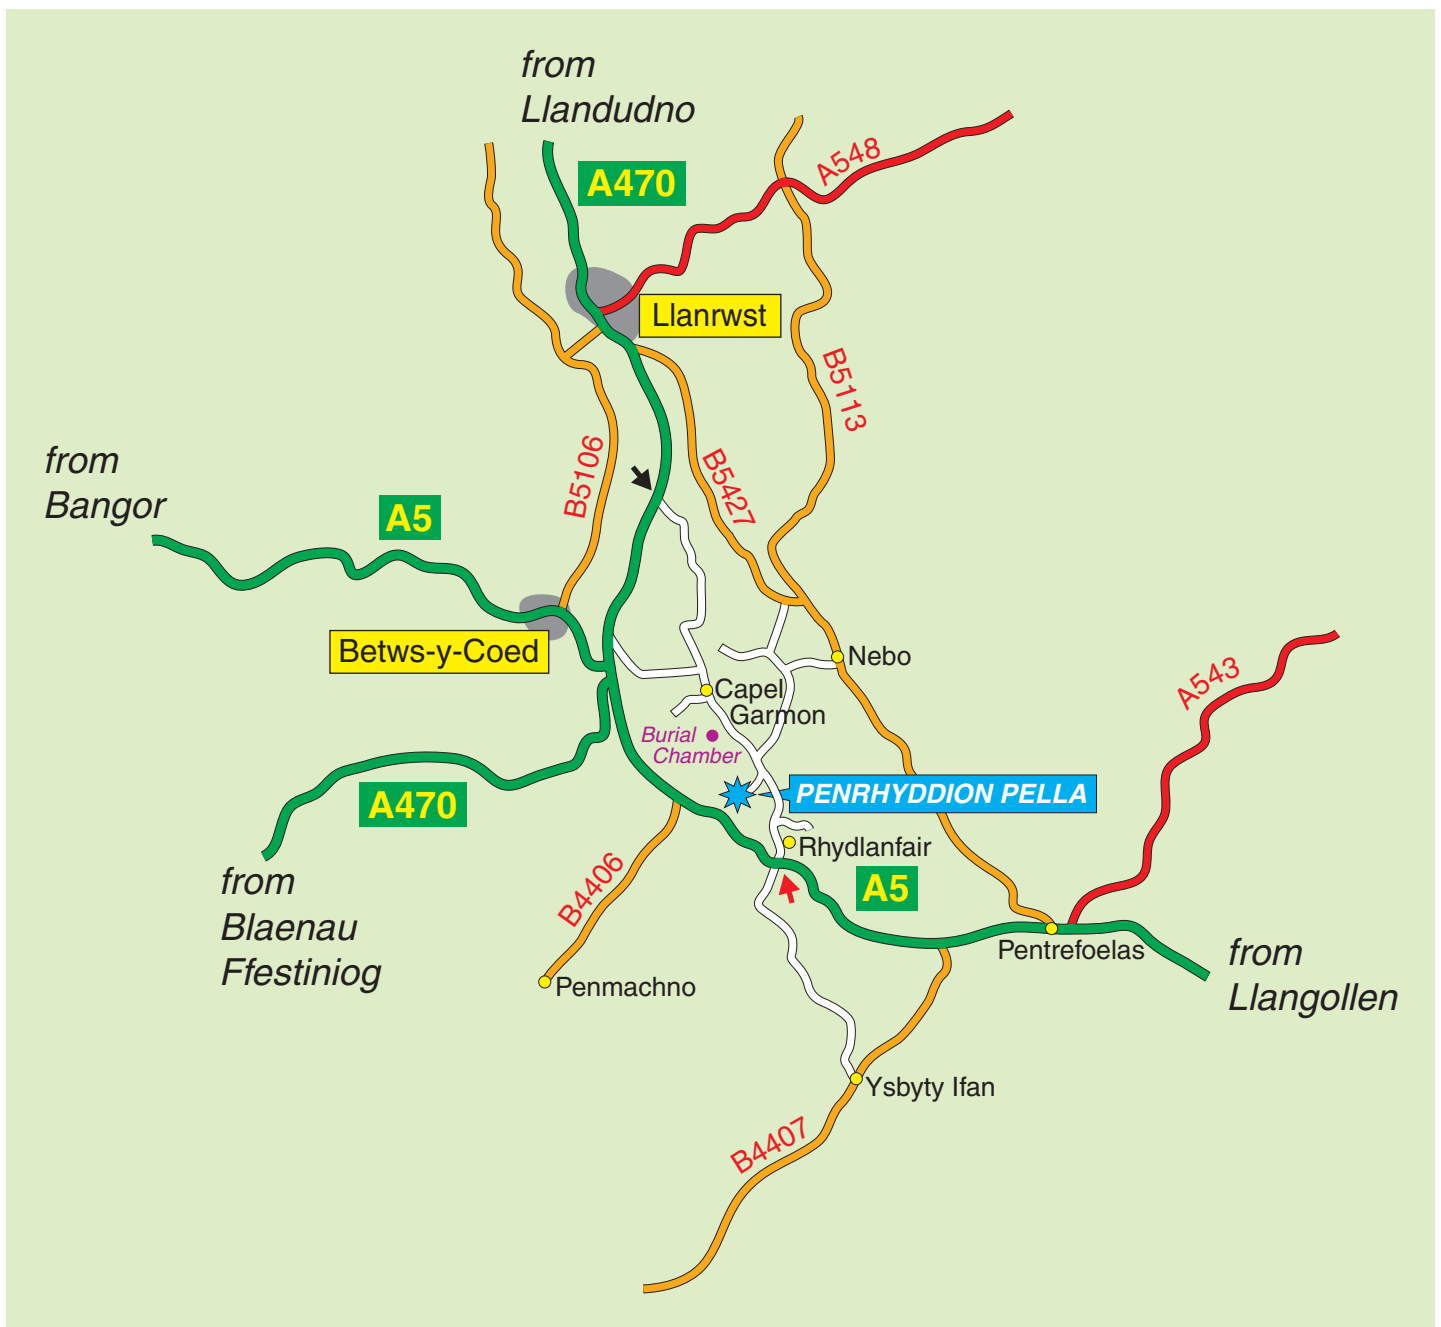 from
Llandudno
A470
A548
Llanrwst
B5113
from
Bangor
A5
B5106
B5427
Betws-y-Coed
Nebo
Capel
Garmon
A543
Burial
Chamber
A470
PENRHYDDION PELLA
Rhydlanfair
A5
from
Blaenau
Ffestiniog
B4406
Penmachno
Pentrefoelas
from
Llangollen
Ysbyty Ifan
B4407